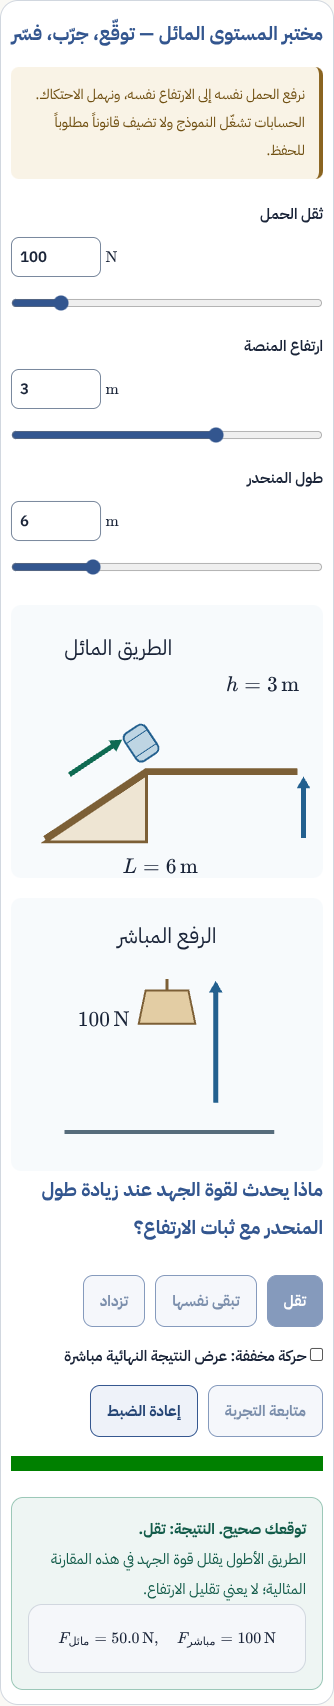 مختبر المستوى المائل — توقّع، جرّب، فسّر
نرفع الحمل نفسه إلى الارتفاع نفسه، ونهمل الاحتكاك.
الحسابات تشغّل النموذج ولا تضيف قانوناً مطلوباً
للحفظ.
ثقل الحمل
100 N
ارتفاع المنصة
3 m
طول المنحدر
6 m
الطريق المائل
h = 3 m
L = 6 m
الرفع المباشر
100 N
ماذا يحدث لقوة الجهد عند زيادة طول
المنحدر مع ثبات الارتفاع؟
تقل تبقى نفسها تزداد
حركة مخففة: عرض النتيجة النهائية مباشرة
متابعة التجربة إعادة الضبط
توقعك صحيح. النتيجة: تقل.
الطريق الأطول يقلل قوة الجهد في هذه المقارنة
المثالية؛ لا يعني تقليل الارتفاع.
F مائل = 50.0 N, F مباشر = 100 N